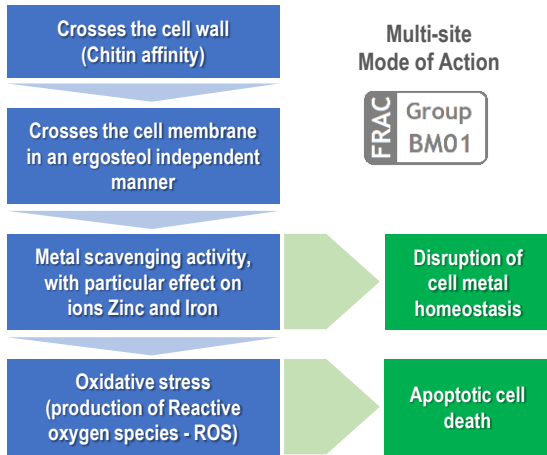 Crosses the cell wall
(Chitin affinity)
Multi-site
Mode of Action
FRAC
Group
BM01
Crosses the cell membrane
in an ergosteol independent
manner
Metal scavenging activity,
with particular effect on
ions Zinc and Iron
Disruption of
cell metal
homeostasis
Oxidative stress
(production of Reactive
oxygen species - ROS)
Apoptotic cell
death